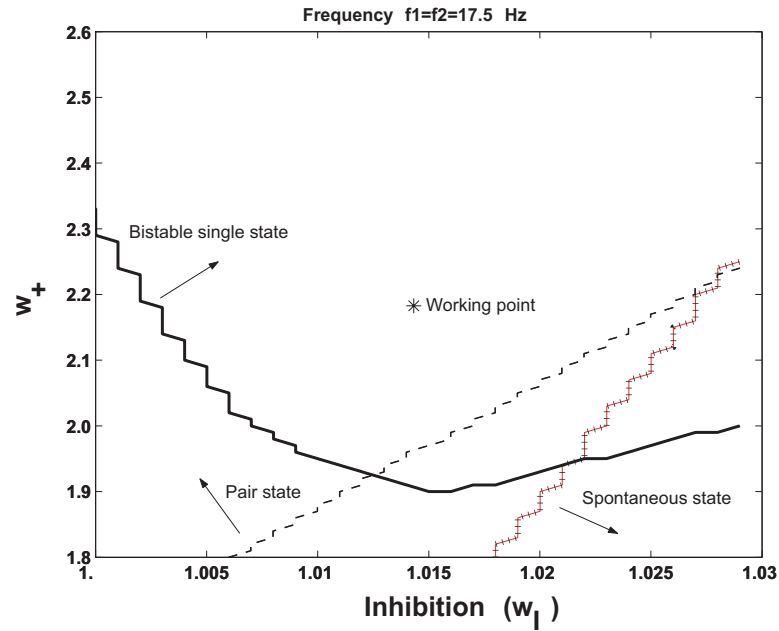 Frequency f1=f2=17.5 Hz
2.6
2.5
2.4
2.3
2.2
2.1
2.0
1.9
1.8
w+
Bistable single state
Working point
Pair state
Spontaneous state
1.
1.005
1.01
1.015
1.02
1.025
1.03
Inhibition (wI)